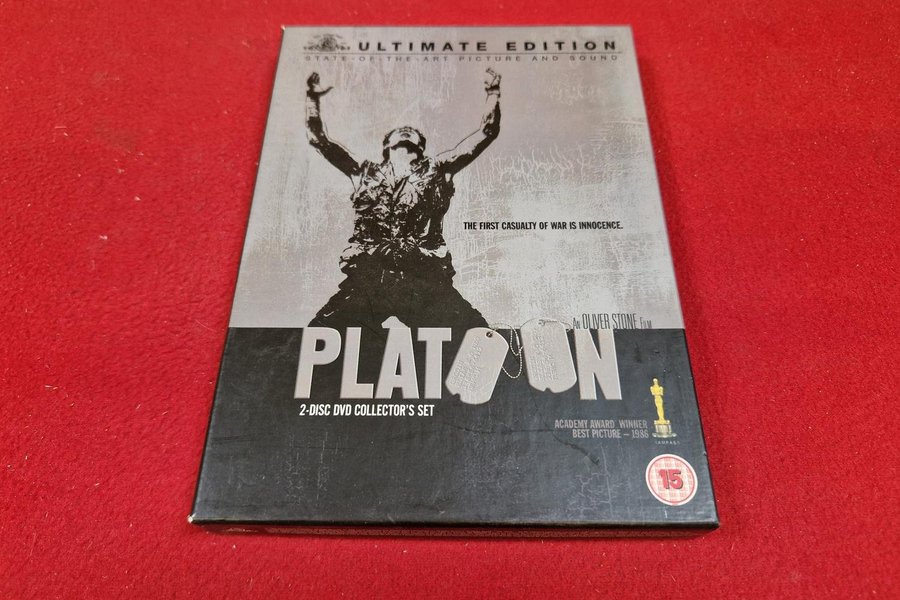 ULTIMATE EDITION
STATE-OF-THE-ART PICTURE AND SOUND
THE FIRST CASUALTY OF WAR IS INNOCENCE.
AN OLIVER STONE FILM
PLATOON
2-DISC DVD COLLECTOR'S SET
ACADEMY AWARD WINNER
BEST PICTURE – 1986
15